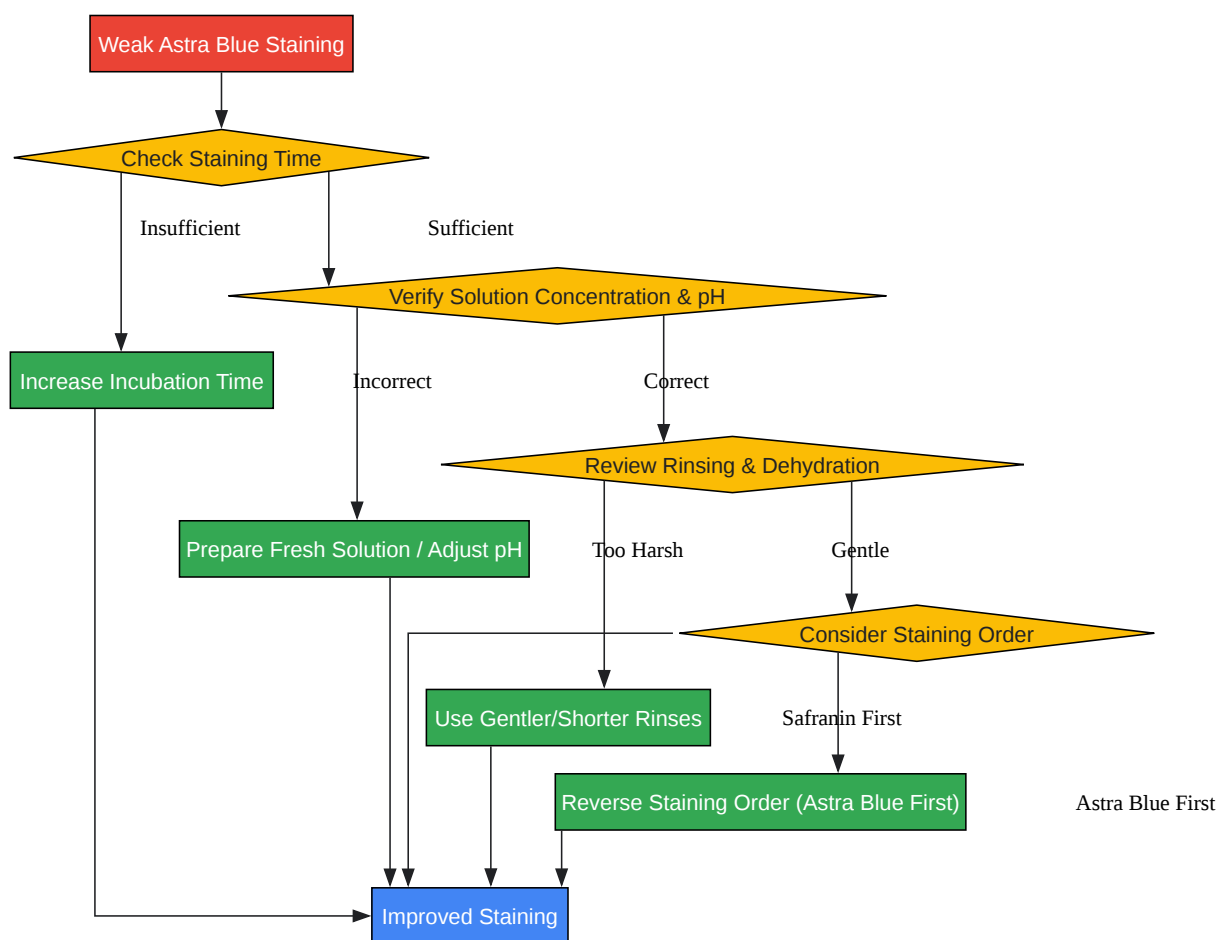 Weak Astra Blue Staining
Check Staining Time
Insufficient
Sufficient
Verify Solution Concentration & pH
Increase Incubation Time
Incorrect
Correct
Review Rinsing & Dehydration
Prepare Fresh Solution / Adjust pH
Too Harsh
Gentle
Consider Staining Order
Use Gentler/Shorter Rinses
Safranin First
Reverse Staining Order (Astra Blue First)
Astra Blue First
Improved Staining